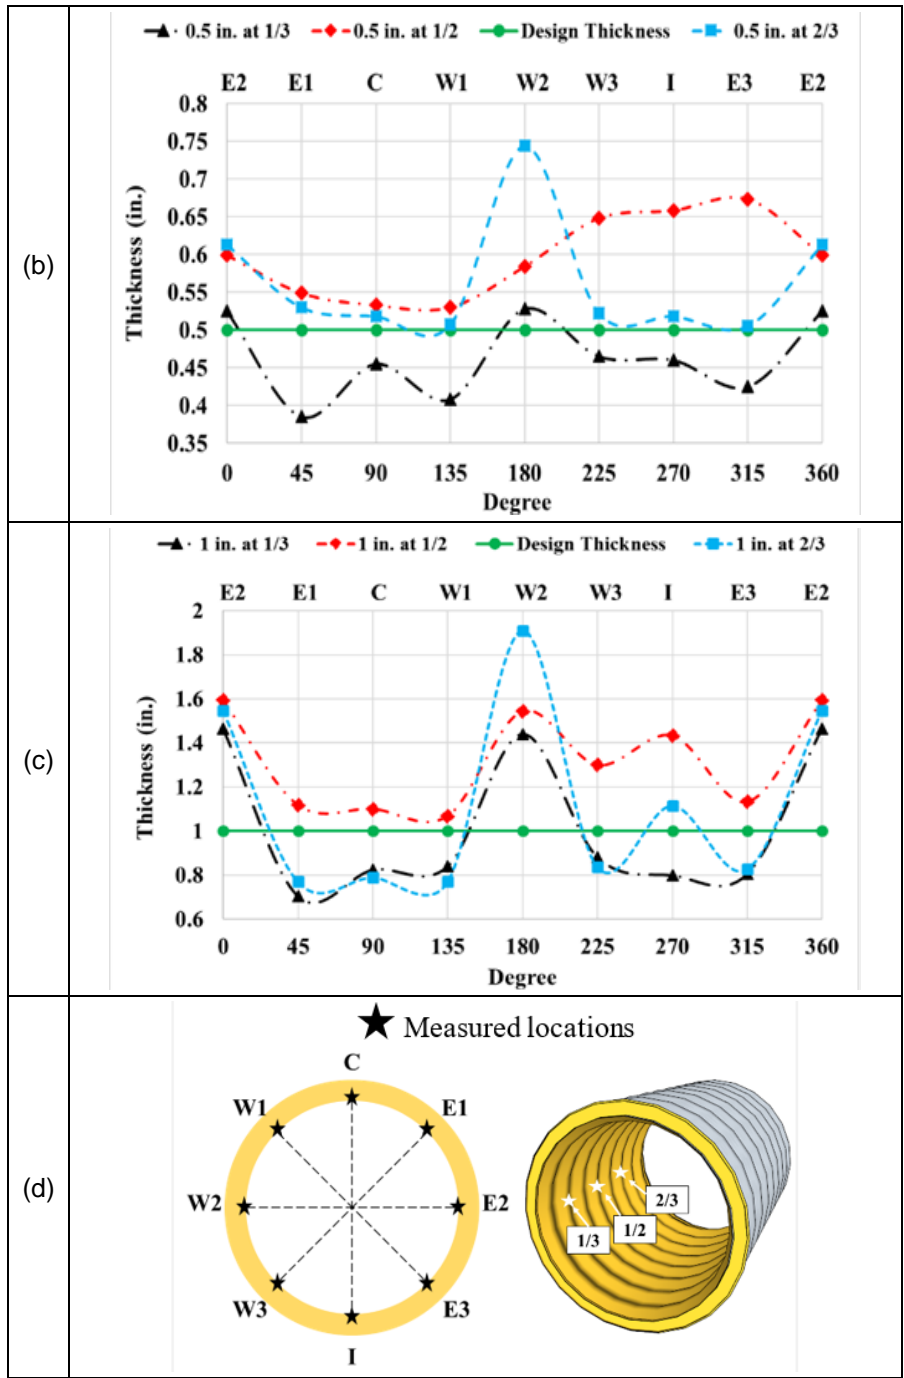 (b)
0.5 in. at 1/3 0.5 in. at 1/2 Design Thickness 0.5 in. at 2/3
E2 E1 C W1 W2 W3 I E3 E2
Thickness (in.)
0.8
0.75
0.7
0.65
0.6
0.55
0.5
0.45
0.4
0.35
0 45 90 135 180 225 270 315 360
Degree
(c)
1 in. at 1/3 1 in. at 1/2 Design Thickness 1 in. at 2/3
E2 E1 C W1 W2 W3 I E3 E2
Thickness (in.)
2
1.8
1.6
1.4
1.2
1
0.8
0.6
0 45 90 135 180 225 270 315 360
Degree
(d)
Measured locations
C
W1 E1
W2 E2
W3 E3
I
2/3
1/2
1/3